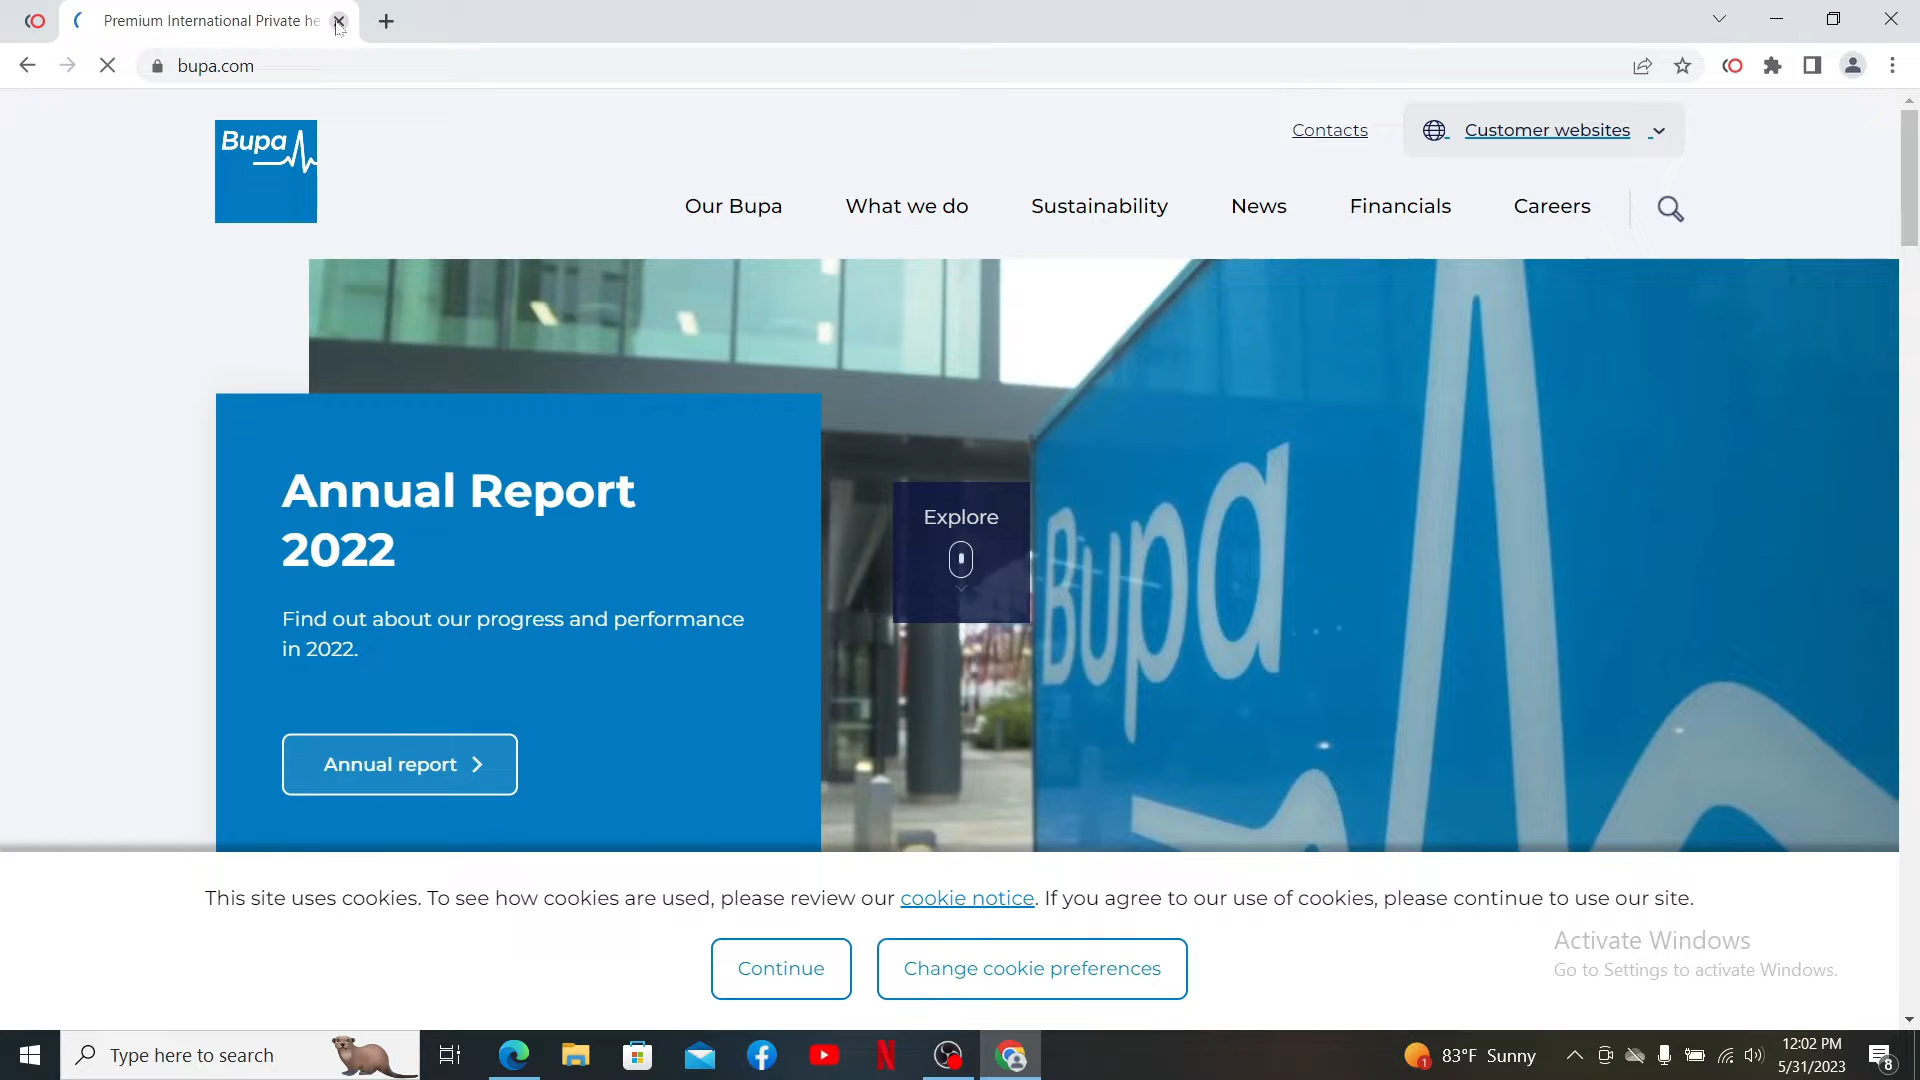 Premium International Private he
bupa.com
Bupa
Contacts
Customer websites
Our Bupa
What we do
Sustainability
News
Financials
Careers
Annual Report
2022
Find out about our progress and performance
in 2022.
Annual report
Explore
Bupa
This site uses cookies. To see how cookies are used, please review our cookie notice. If you agree to our use of cookies, please continue to use our site.
Continue
Change cookie preferences
Activate Windows
Go to Settings to activate Windows.
Type here to search
1
83°F Sunny
12:02 PM
5/31/2023
8